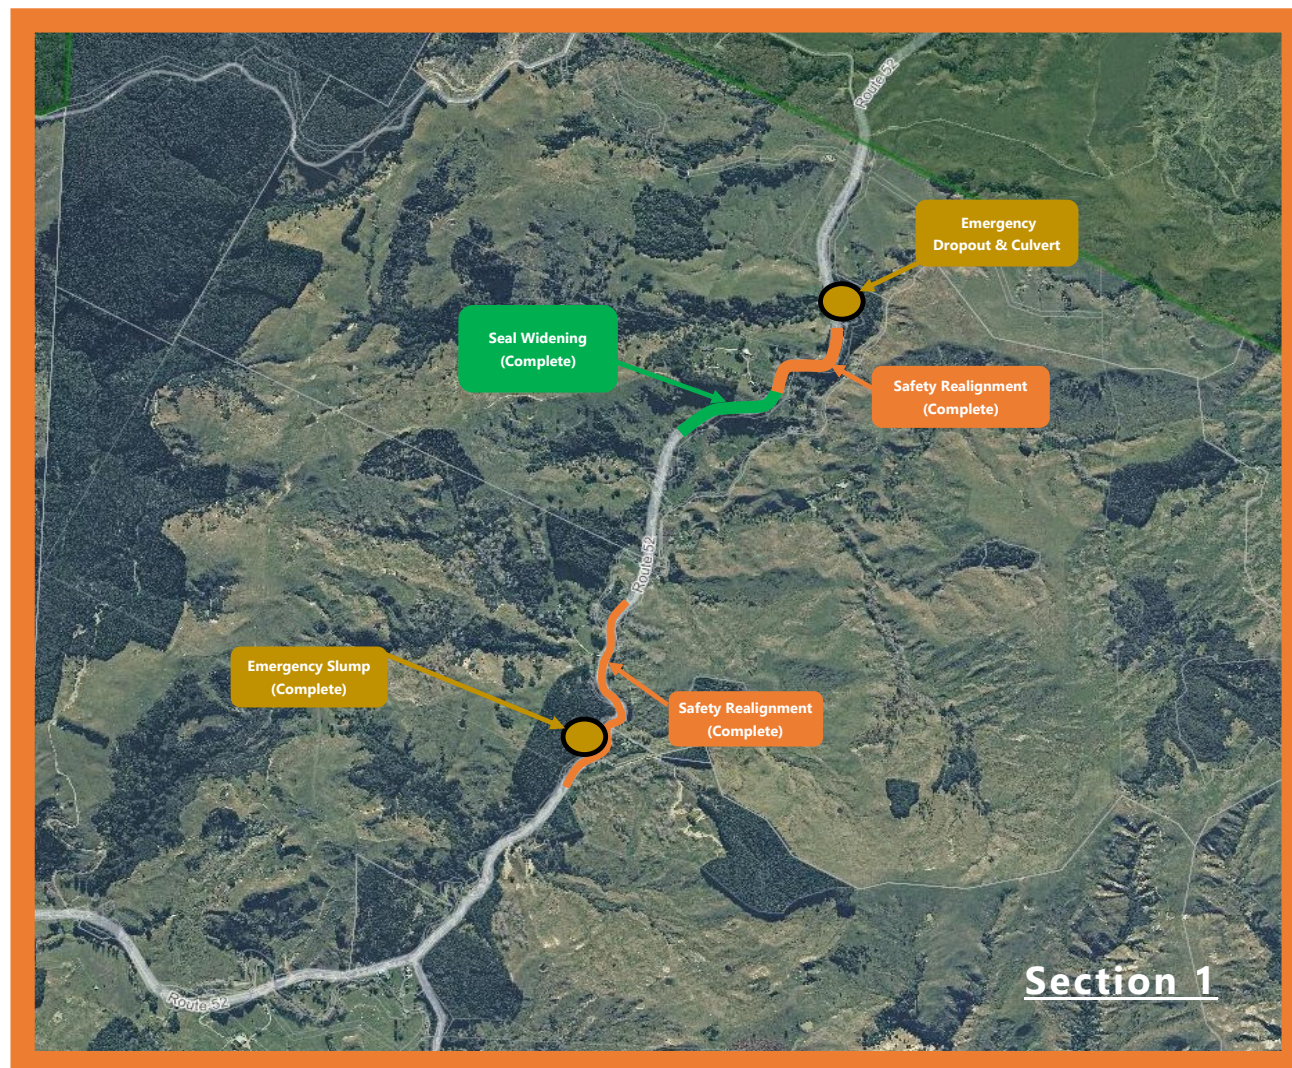 Route 52
Emergency
Dropout & Culvert
Seal Widening
(Complete)
Safety Realignment
(Complete)
Route 52
Emergency Slump
(Complete)
Safety Realignment
(Complete)
Section 1
Route 52